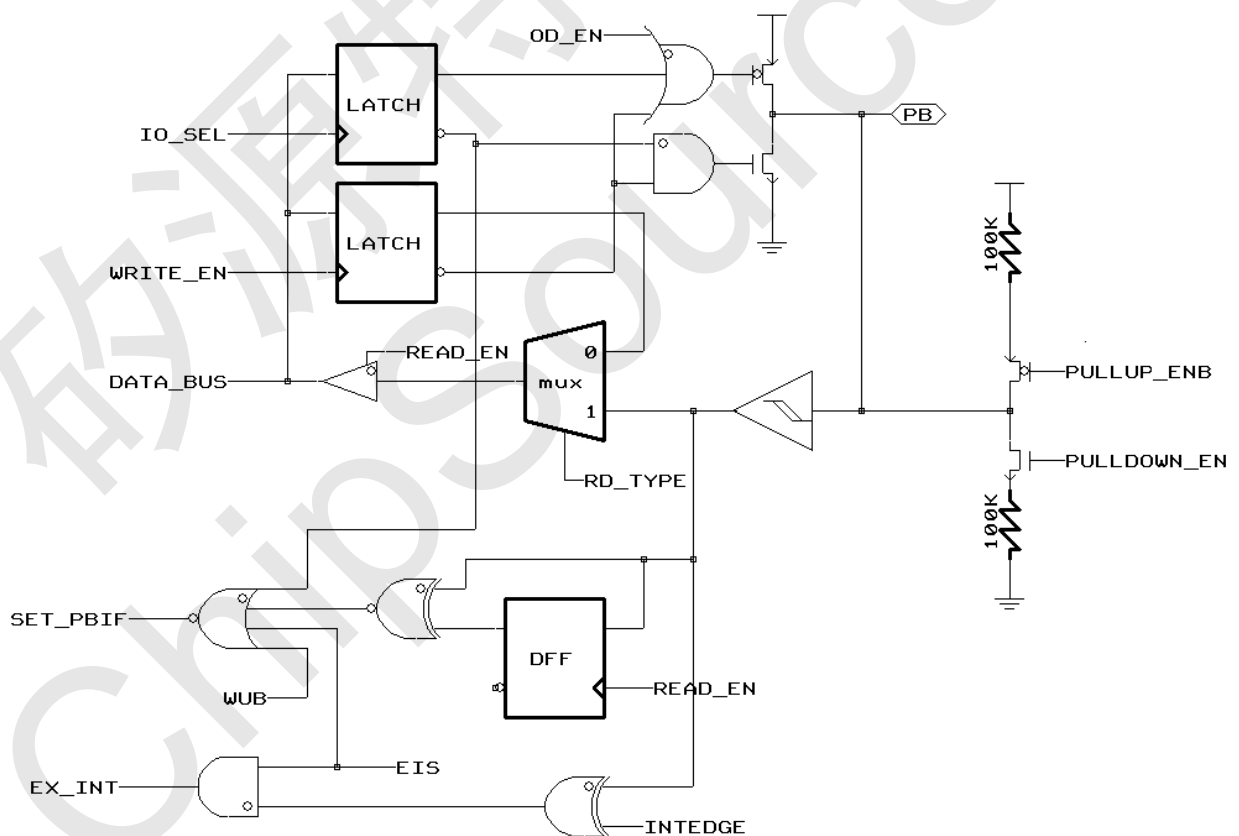 OD_EN
LATCH
PB
IO_SEL
LATCH
WRITE_EN
100K
READ_EN
0
DATA_BUS
mux
PULLUP_ENB
1
PULLDOWN_EN
RD_TYPE
100K
SET_PBIF
DFF
WUB
READ_EN
EIS
EX_INT
INTEDGE
矽源特
ChipSource